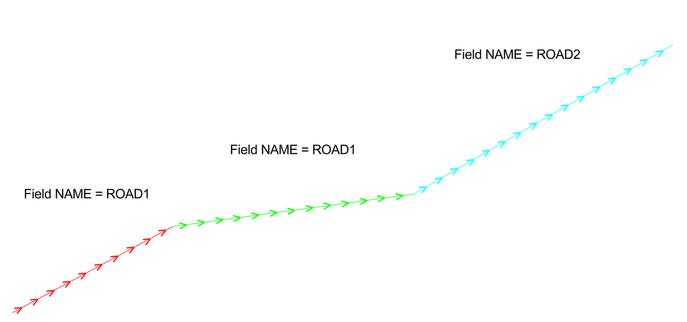 Field NAME = ROAD2
Field NAME = ROAD1
Field NAME = ROAD1